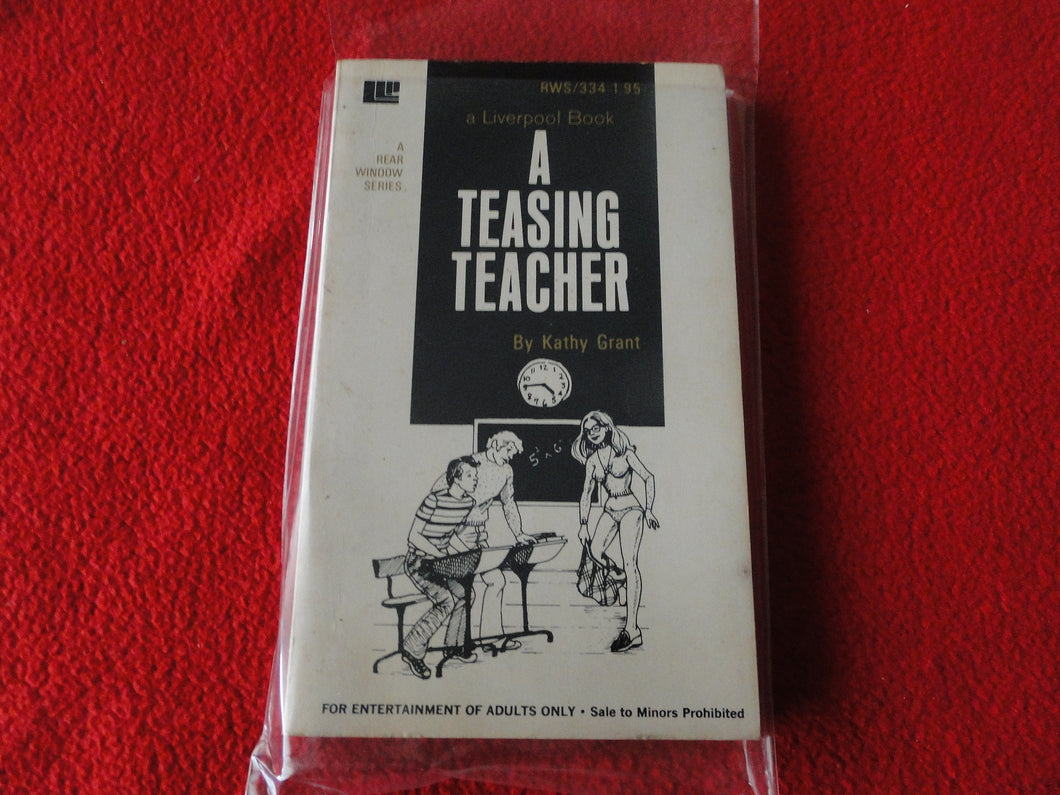 RWS/334 1.95
a Liverpool Book
A
REAR
WINDOW
SERIES
A
TEASING
TEACHER
By Kathy Grant
FOR ENTERTAINMENT OF ADULTS ONLY • Sale to Minors Prohibited